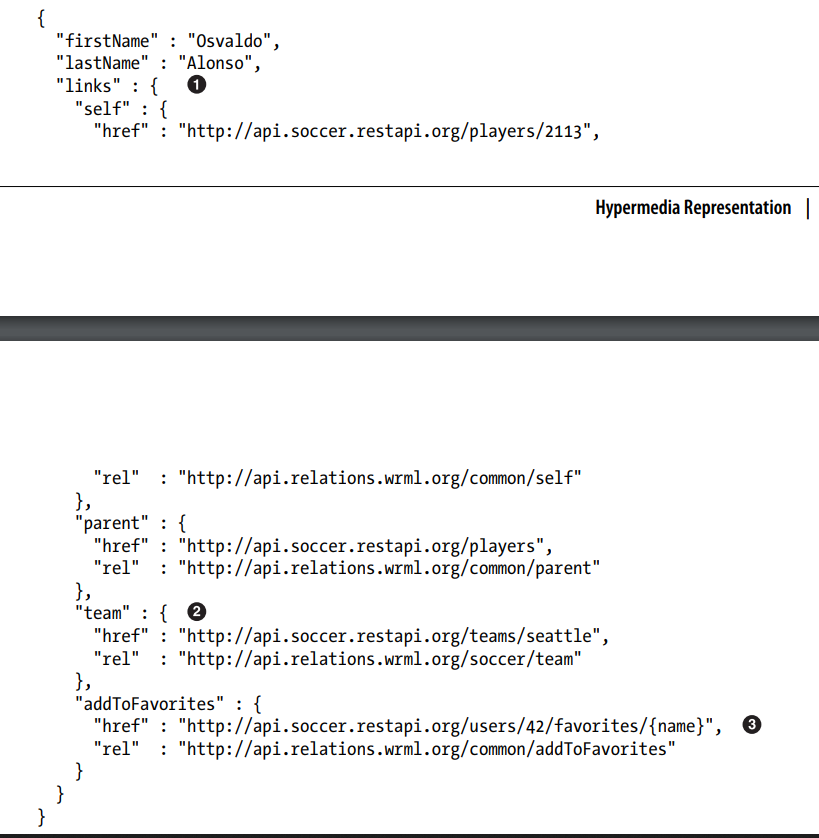 {
  "firstName" : "Osvaldo",
  "lastName" : "Alonso",
  "links" : {   ❶
    "self" : {
      "href" : "http://api.soccer.restapi.org/players/2113",
Hypermedia Representation |
      "rel"  : "http://api.relations.wrml.org/common/self"
    },
    "parent" : {
      "href" : "http://api.soccer.restapi.org/players",
      "rel"  : "http://api.relations.wrml.org/common/parent"
    },
    "team" : {  ❷
      "href" : "http://api.soccer.restapi.org/teams/seattle",
      "rel"  : "http://api.relations.wrml.org/soccer/team"
    },
    "addToFavorites" : {
      "href" : "http://api.soccer.restapi.org/users/42/favorites/{name}",  ❸
      "rel"  : "http://api.relations.wrml.org/common/addToFavorites"
    }
  }
}